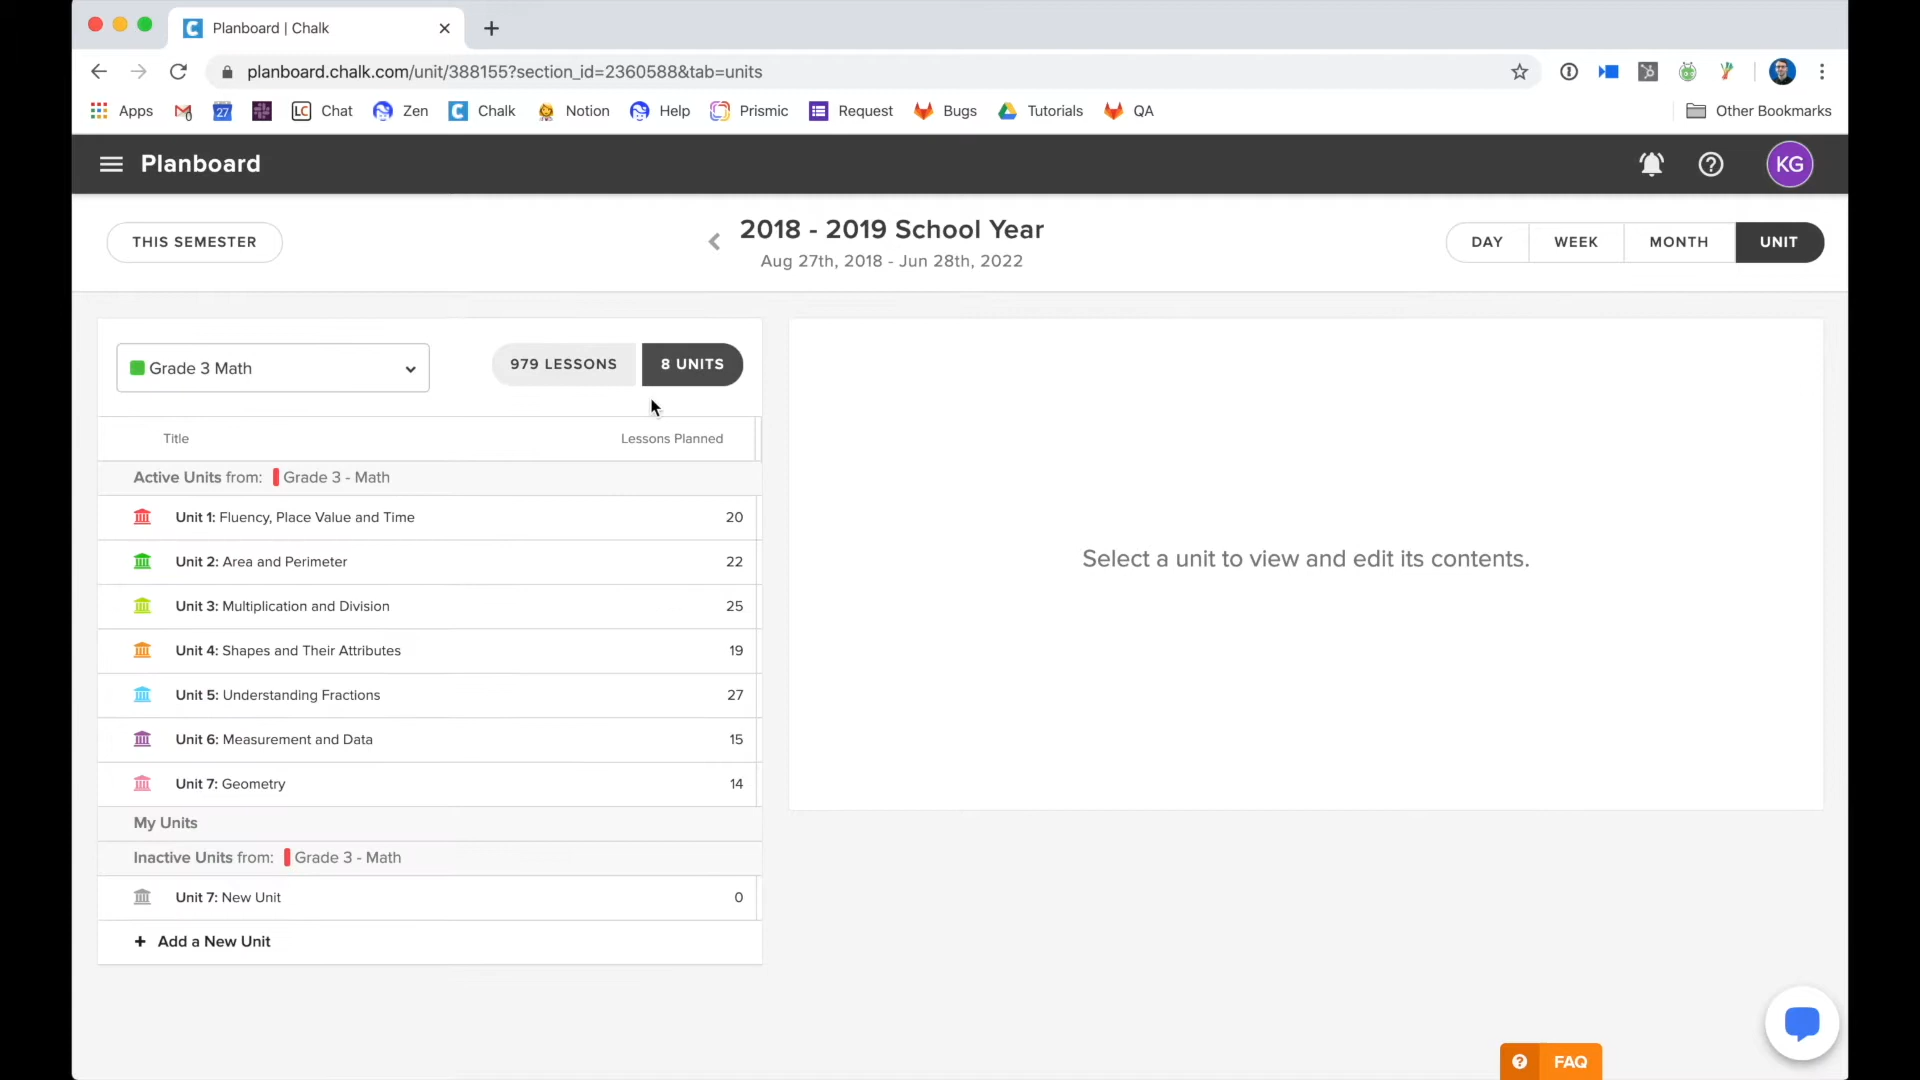 Planboard | Chalk
planboard.chalk.com/unit/388155?section_id=2360588&tab=units
Apps
27
LC Chat
Zen
C Chalk
Notion
Help
Prismic
Request
Bugs
Tutorials
QA
Other Bookmarks
Planboard
KG
THIS SEMESTER
2018 - 2019 School Year
Aug 27th, 2018 - Jun 28th, 2022
DAY
WEEK
MONTH
UNIT
Grade 3 Math
979 LESSONS
8 UNITS
Title Lessons Planned
Active Units from: Grade 3 - Math
Unit 1: Fluency, Place Value and Time 20
Unit 2: Area and Perimeter 22
Unit 3: Multiplication and Division 25
Unit 4: Shapes and Their Attributes 19
Unit 5: Understanding Fractions 27
Unit 6: Measurement and Data 15
Unit 7: Geometry 14
My Units
Inactive Units from: Grade 3 - Math
Unit 7: New Unit 0
+ Add a New Unit
Select a unit to view and edit its contents.
? FAQ